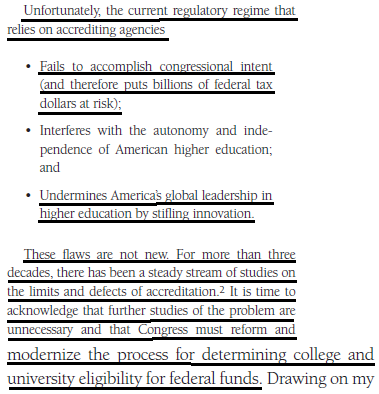 Unfortunately, the current regulatory regime that
relies on accrediting agencies
• Fails to accomplish congressional intent
(and therefore puts billions of federal tax
dollars at risk);
• Interferes with the autonomy and inde-
pendence of American higher education;
and
• Undermines America's global leadership in
higher education by stifling innovation.
These flaws are not new. For more than three
decades, there has been a steady stream of studies on
the limits and defects of accreditation.2 It is time to
acknowledge that further studies of the problem are
unnecessary and that Congress must reform and
modernize the process for determining college and
university eligibility for federal funds. Drawing on my